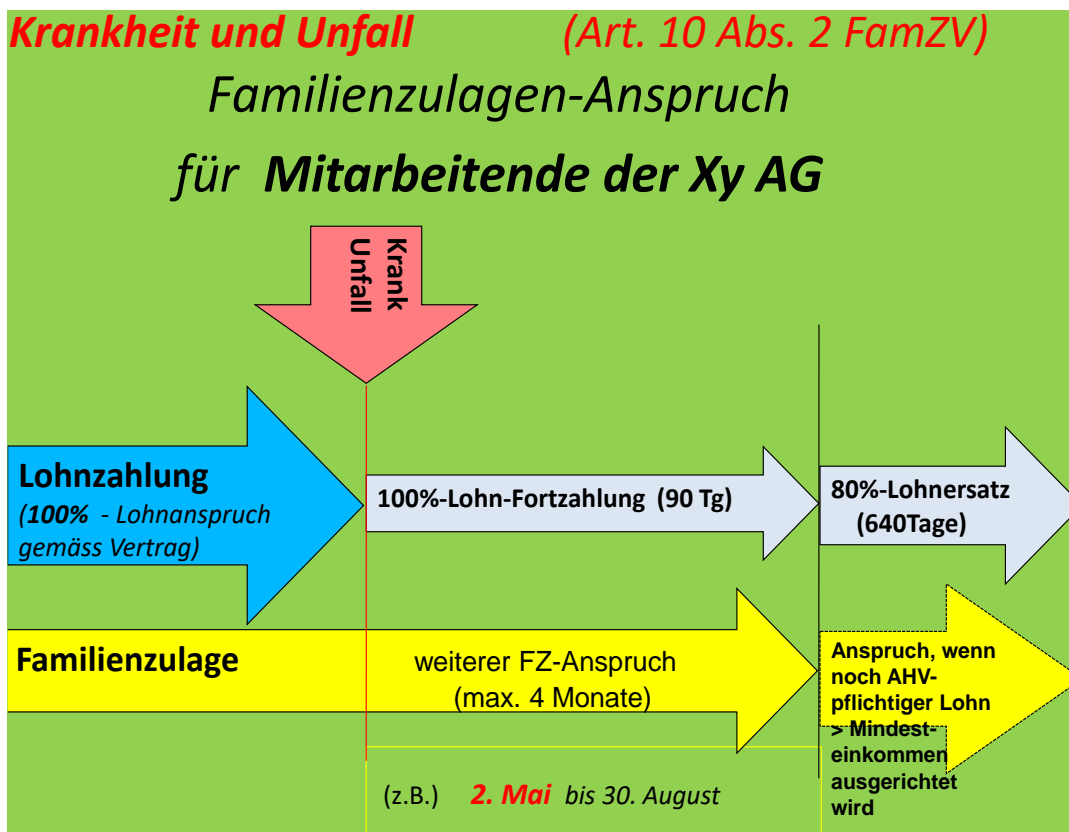 Krankheit und Unfall (Art. 10 Abs. 2 FamZV)
Familienzulagen-Anspruch
für Mitarbeitende der Xy AG
Krank
Unfall
Lohnzahlung
(100% - Lohnanspruch
gemäss Vertrag)
100%-Lohn-Fortzahlung (90 Tg)
80%-Lohnersatz
(640Tage)
Familienzulage
weiterer FZ-Anspruch
(max. 4 Monate)
Anspruch, wenn
noch AHV-
pflichtiger Lohn
> Mindest-
einkommen
ausgerichtet
wird
(z.B.) 2. Mai bis 30. August